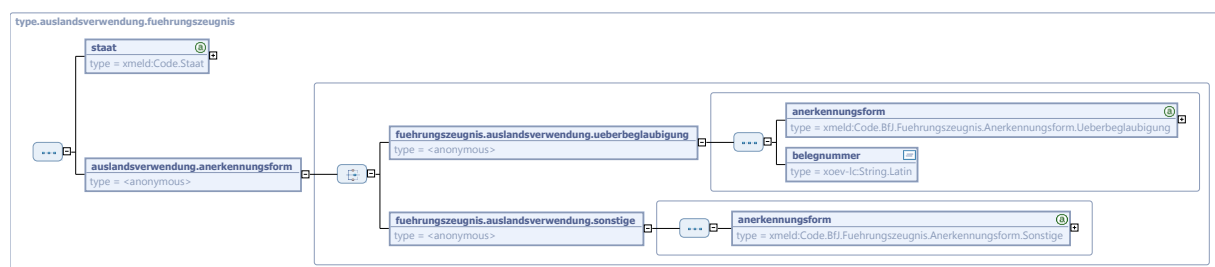 type.auslandsverwendung.fuehrungszeugnis
staat
type = xmeld:Code.Staat
auslandsverwendung.anerkennungsform
type = <anonymous>
fuehrungszeugnis.auslandsverwendung.ueberbeglaubigung
type = <anonymous>
anerkennungsform
type = xmeld:Code.BfJ.Fuehrungszeugnis.Anerkennungsform.Ueberbeglaubigung
belegnummer
type = xoev-lc:String.Latin
fuehrungszeugnis.auslandsverwendung.sonstige
type = <anonymous>
anerkennungsform
type = xmeld:Code.BfJ.Fuehrungszeugnis.Anerkennungsform.Sonstige